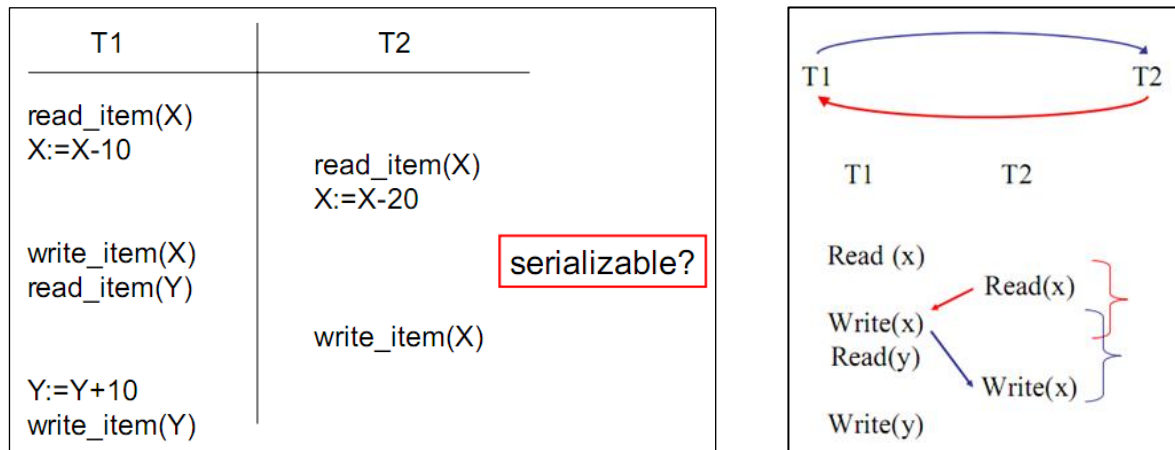 T1 T2
read_item(X)
X:=X-10
read_item(X)
X:=X-20
write_item(X)
read_item(Y)
serializable?
write_item(X)
Y:=Y+10
write_item(Y)
T1 T2
T1 T2
Read (x)
Read(x)
Write(x)
Read(y)
Write(x)
Write(y)